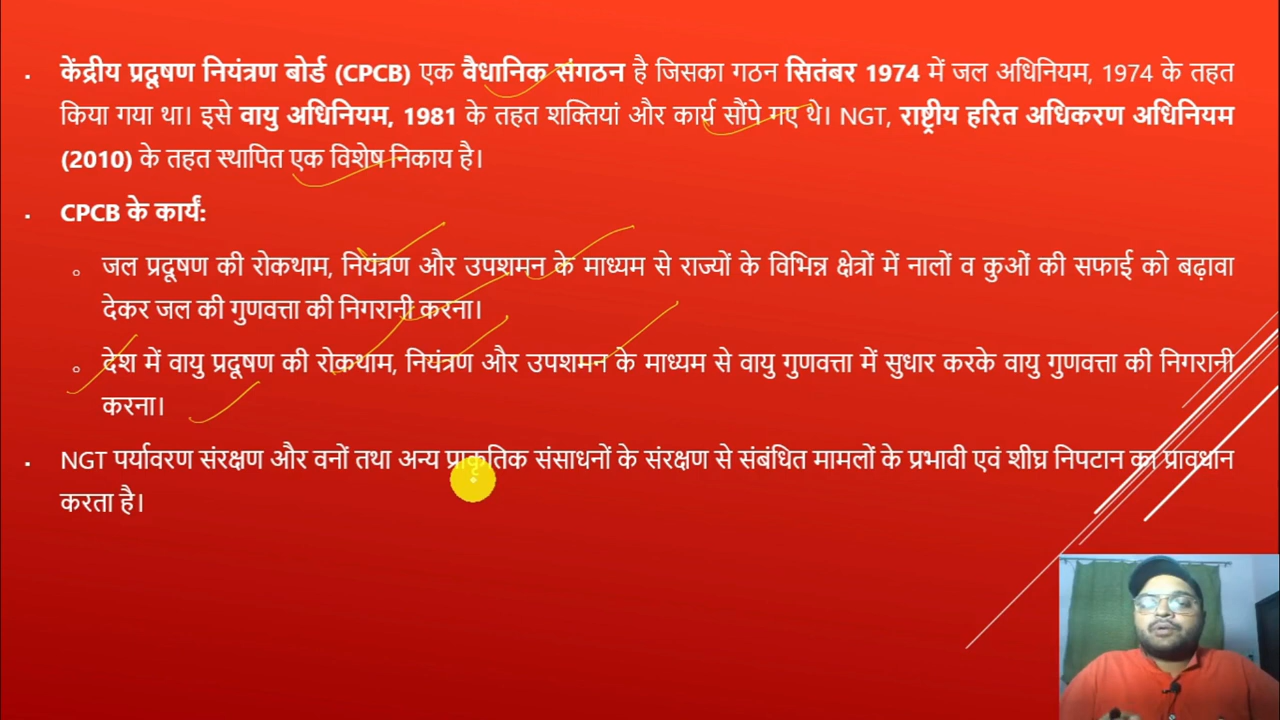 केंद्रीय प्रदूषण नियंत्रण बोर्ड (CPCB) एक वैधानिक संगठन है जिसका गठन सितंबर 1974 में जल अधिनियम, 1974 के तहत
किया गया था। इसे वायु अधिनियम, 1981 के तहत शक्तियां और कार्य सौंपे गए थे। NGT, राष्ट्रीय हरित अधिकरण अधिनियम
(2010) के तहत स्थापित एक विशेष निकाय है।
CPCB के कार्य:
जल प्रदूषण की रोकथाम, नियंत्रण और उपशमन के माध्यम से राज्यों के विभिन्न क्षेत्रों में नालों व कुओं की सफाई को बढ़ावा
देकर जल की गुणवत्ता की निगरानी करना।
देश में वायु प्रदूषण की रोकथाम, नियंत्रण और उपशमन के माध्यम से वायु गुणवत्ता में सुधार करके वायु गुणवत्ता की निगरानी
करना।
NGT पर्यावरण संरक्षण और वनों तथा अन्य प्राकृतिक संसाधनों के संरक्षण से संबंधित मामलों के प्रभावी एवं शीघ्र निपटान का प्रावधान
करता है।